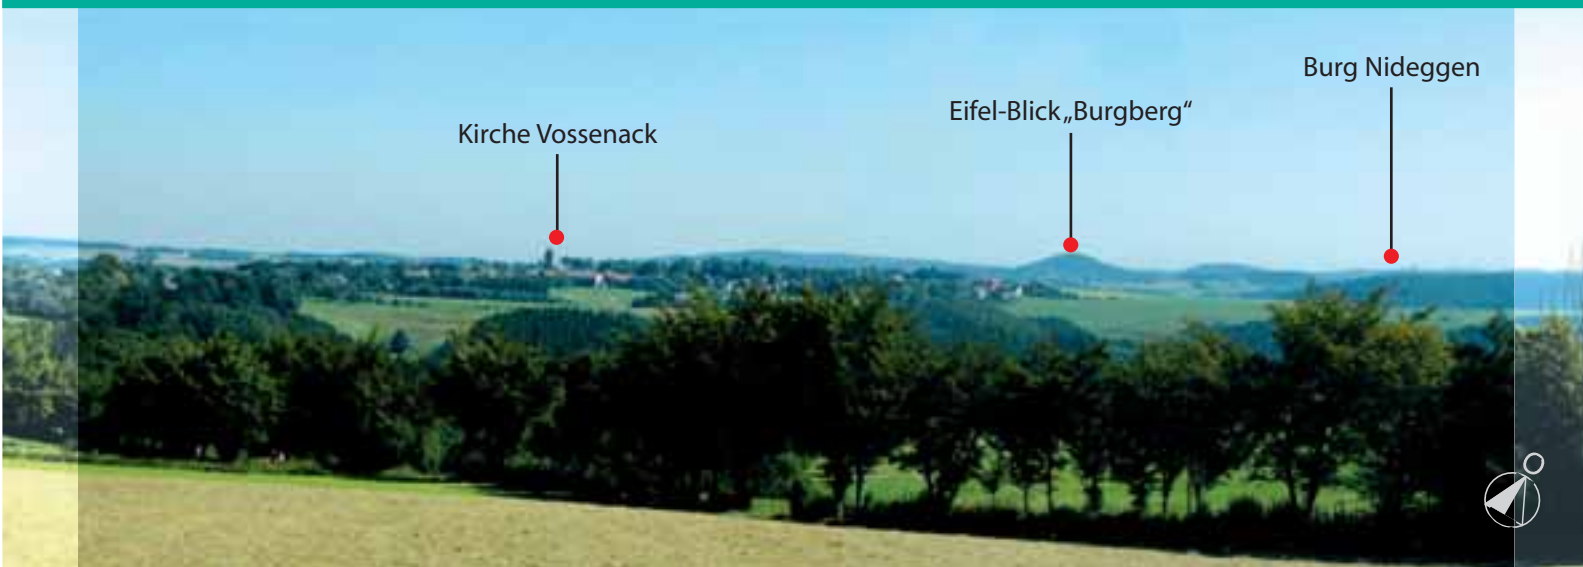 Kirche Vossenack
Eifel-Blick „Burgberg“
Burg Nideggen
O